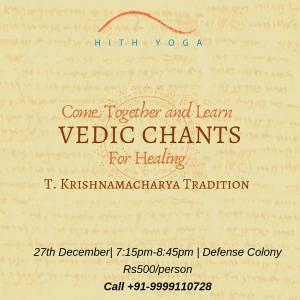 HITH YOGA
Come Together and Learn
VEDIC CHANTS
For Healing
T. KRISHNAMACHARYA TRADITION
27th December| 7:15pm-8:45pm | Defense Colony
Rs500/person
Call +91-9999110728